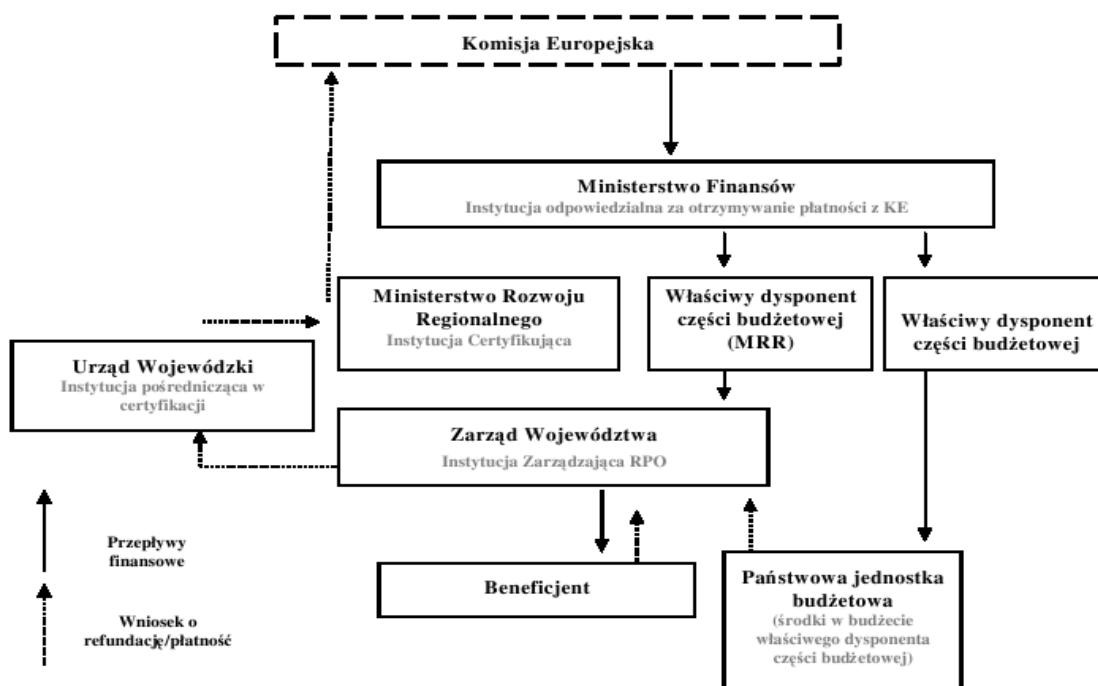 Komisja Europejska
Ministerstwo Finansów
Instytucja odpowiedzialna za otrzymywanie płatności z KE
Ministerstwo Rozwoju
Regionalnego
Instytucja Certyfikująca
Właściwy dysponent
części budżetowej
(MRR)
Właściwy dysponent
części budżetowej
Urząd Wojewódzki
Instytucja pośrednicząca w
certyfikacji
Zarząd Województwa
Instytucja Zarządzająca RPO
Przepływy
finansowe
Beneficjent
Państwowa jednostka
budżetowa
(środki w budżecie
właściwego dysponenta
części budżetowej)
Wniosek o
refundację/płatność